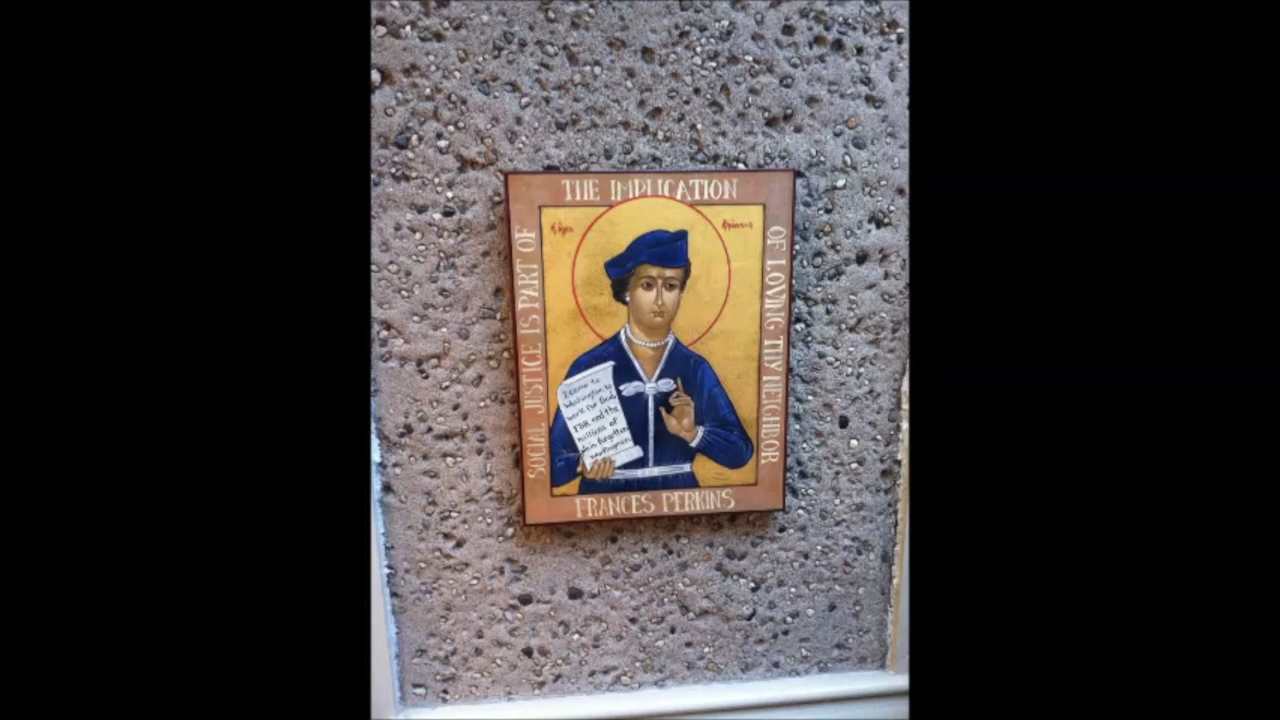 SOCIAL JUSTICE IS PART OF
THE IMPLICATION
OF LOVING THY NEIGHBOR
I came to
Washington to
work for God,
FDR and the
millions of
forgotten
workingmen
FRANCES PERKINS